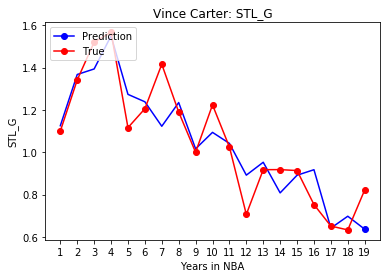 Vince Carter: STL_G
Prediction
True
1.6
1.4
1.2
1.0
0.8
0.6
STL_G
1 2 3 4 5 6 7 8 9 10 11 12 13 14 15 16 17 18 19
Years in NBA